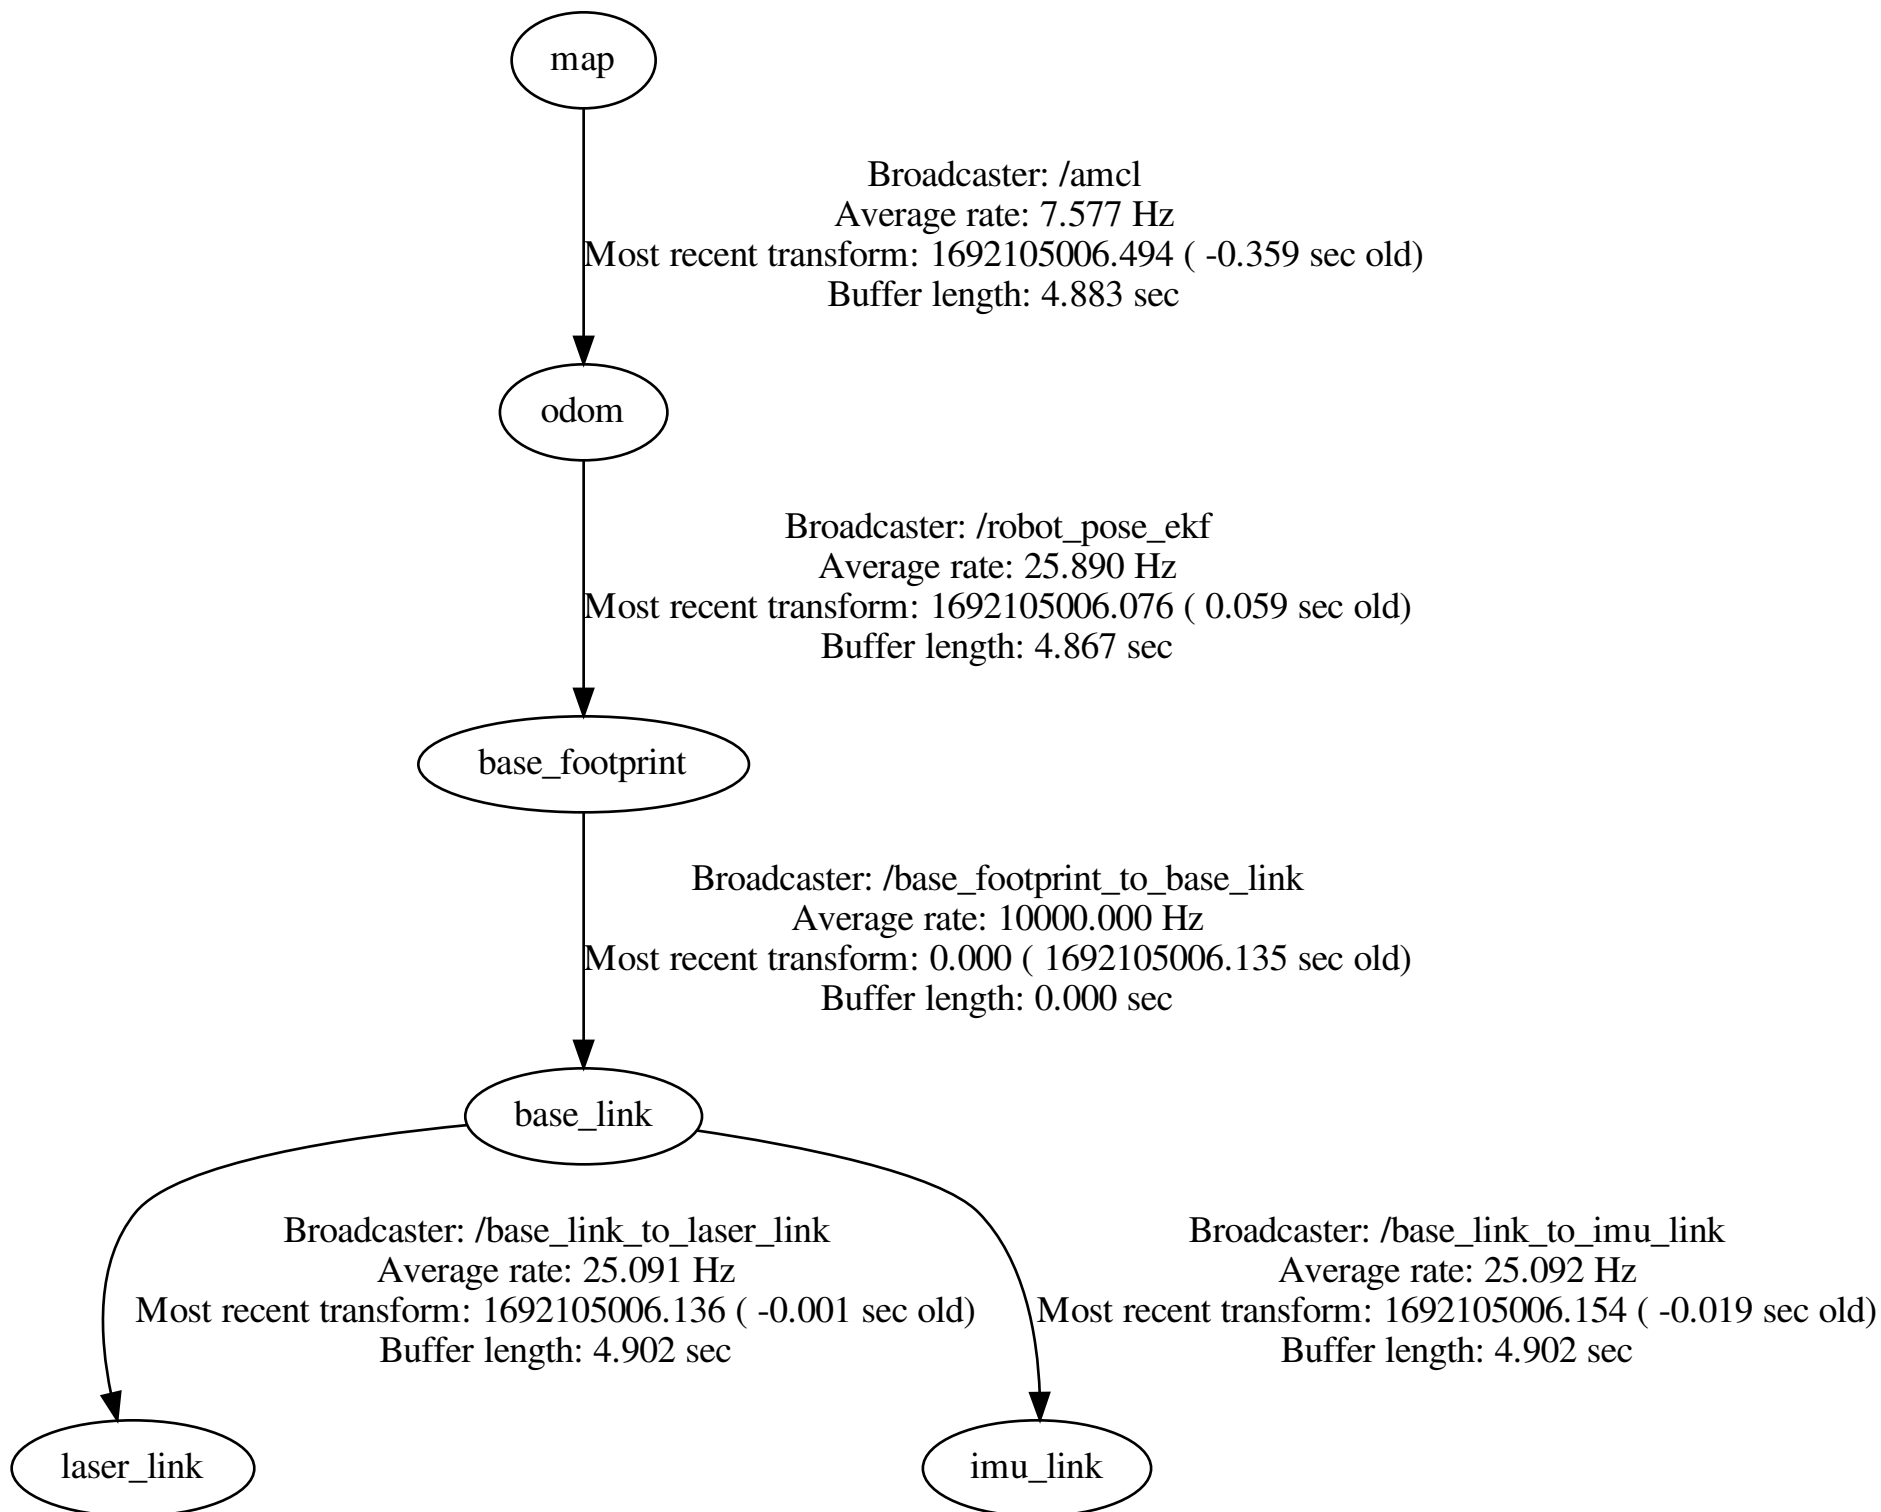 map
Broadcaster: /amcl
Average rate: 7.577 Hz
Most recent transform: 1692105006.494 ( -0.359 sec old)
Buffer length: 4.883 sec
odom
Broadcaster: /robot_pose_ekf
Average rate: 25.890 Hz
Most recent transform: 1692105006.076 ( 0.059 sec old)
Buffer length: 4.867 sec
base_footprint
Broadcaster: /base_footprint_to_base_link
Average rate: 10000.000 Hz
Most recent transform: 0.000 ( 1692105006.135 sec old)
Buffer length: 0.000 sec
base_link
Broadcaster: /base_link_to_laser_link
Average rate: 25.091 Hz
Most recent transform: 1692105006.136 ( -0.001 sec old)
Buffer length: 4.902 sec
Broadcaster: /base_link_to_imu_link
Average rate: 25.092 Hz
Most recent transform: 1692105006.154 ( -0.019 sec old)
Buffer length: 4.902 sec
laser_link
imu_link